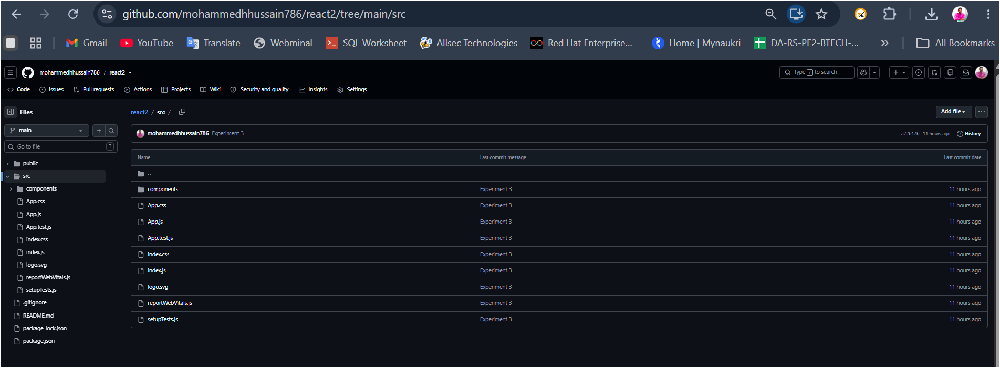 github.com/mohammedhhussain786/react2/tree/main/src
Gmail YouTube Translate Webminal SQL Worksheet Allsec Technologies Red Hat Enterprise... Home | Mynaukri DA-RS-PE2-BTECH-... » All Bookmarks
mohammedhhussain786 / react2
Type / to search
Code Issues Pull requests Actions Projects Wiki Security and quality Insights Settings
Files
main
Go to file T
public
src
components
App.css
App.js
App.test.js
index.css
index.js
logo.svg
reportWebVitals.js
setupTests.js
.gitignore
README.md
package-lock.json
package.json
react2 / src /
Add file
mohammedhhussain786 Experiment 3 a72617b · 11 hours ago History
Name Last commit message Last commit date
..
components Experiment 3 11 hours ago
App.css Experiment 3 11 hours ago
App.js Experiment 3 11 hours ago
App.test.js Experiment 3 11 hours ago
index.css Experiment 3 11 hours ago
index.js Experiment 3 11 hours ago
logo.svg Experiment 3 11 hours ago
reportWebVitals.js Experiment 3 11 hours ago
setupTests.js Experiment 3 11 hours ago